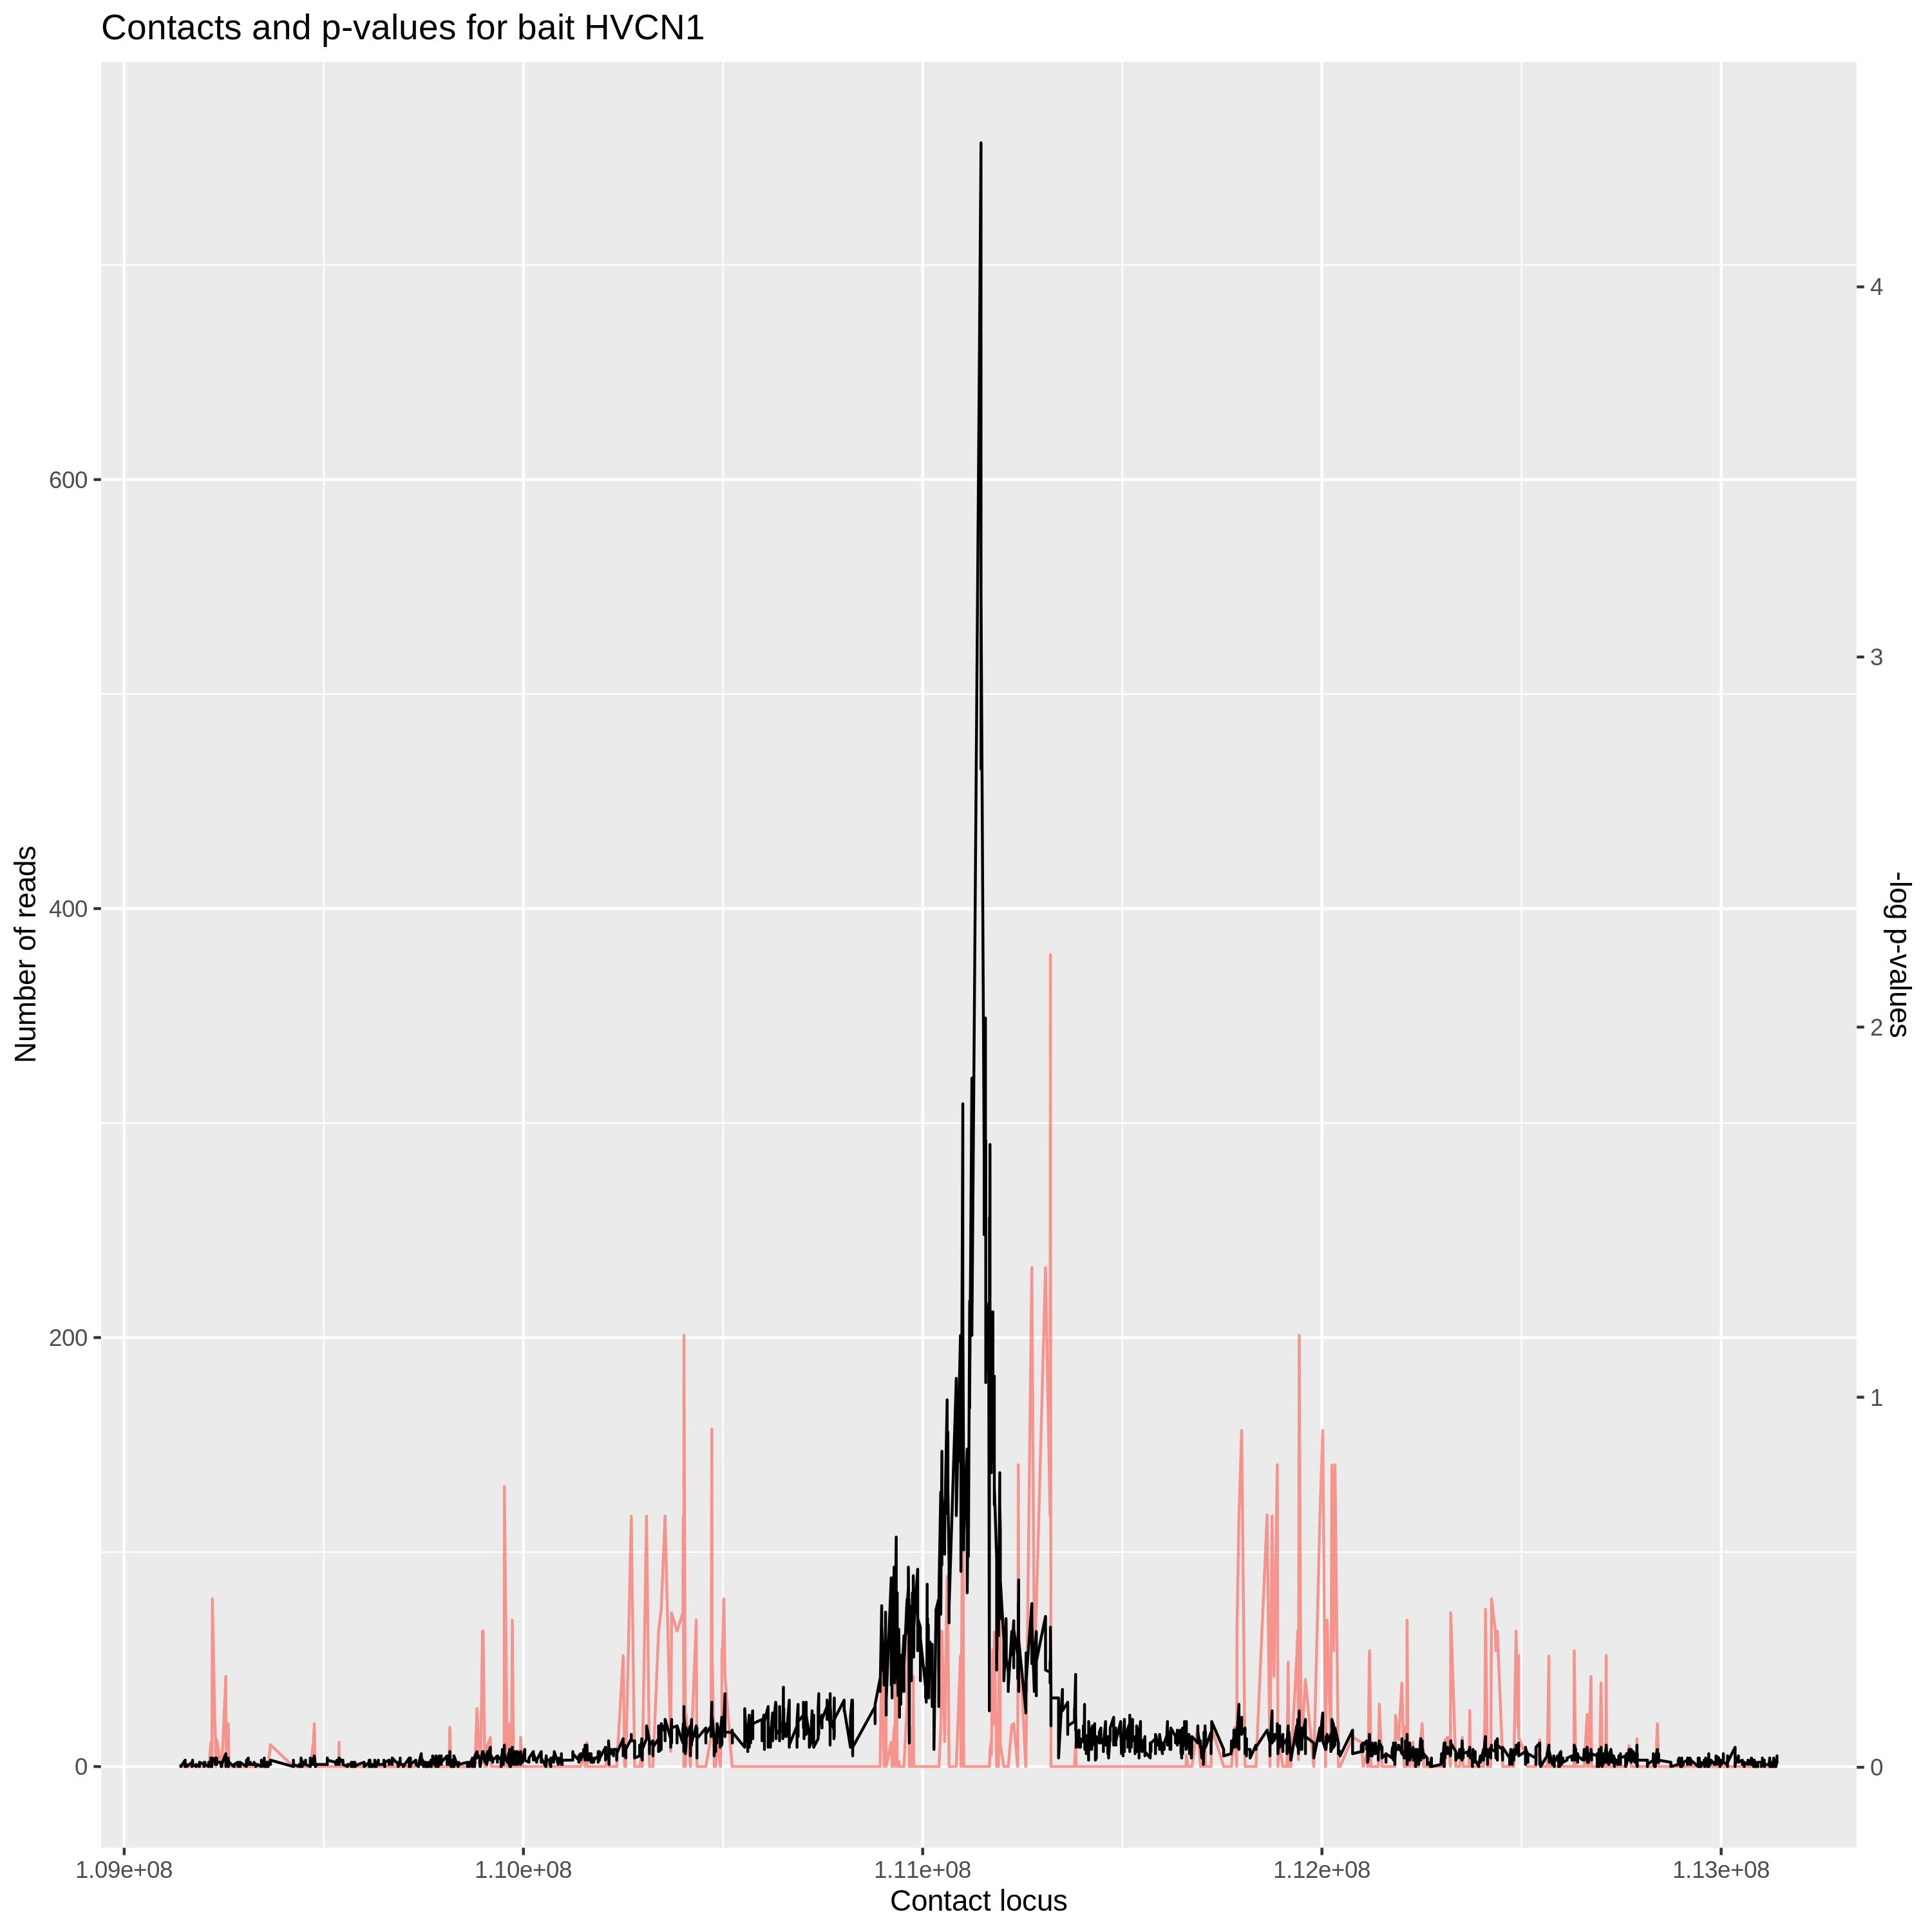 Contacts and p-values for bait HVCN1
600
400
200
0
Number of reads
4
3
2
1
0
-log p-values
1.09e+08 1.10e+08 1.11e+08 1.12e+08 1.13e+08
Contact locus